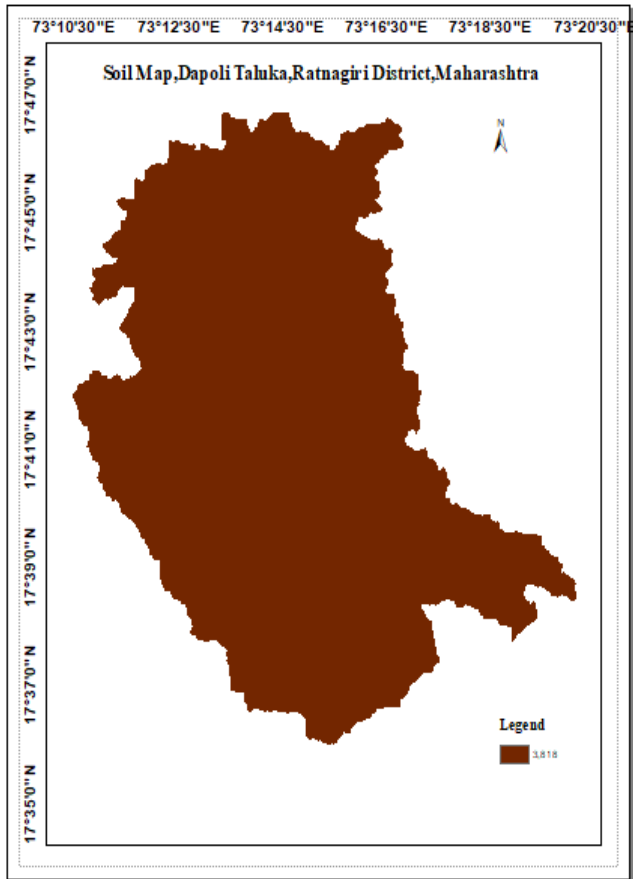 73°10'30"E 73°12'30"E 73°14'30"E 73°16'30"E 73°18'30"E 73°20'30"E
Soil Map,Dapoli Taluka,Ratnagiri District,Maharashtra
N
17°47'0"N
17°45'0"N
17°43'0"N
17°41'0"N
17°39'0"N
17°37'0"N
17°35'0"N
Legend
3,818